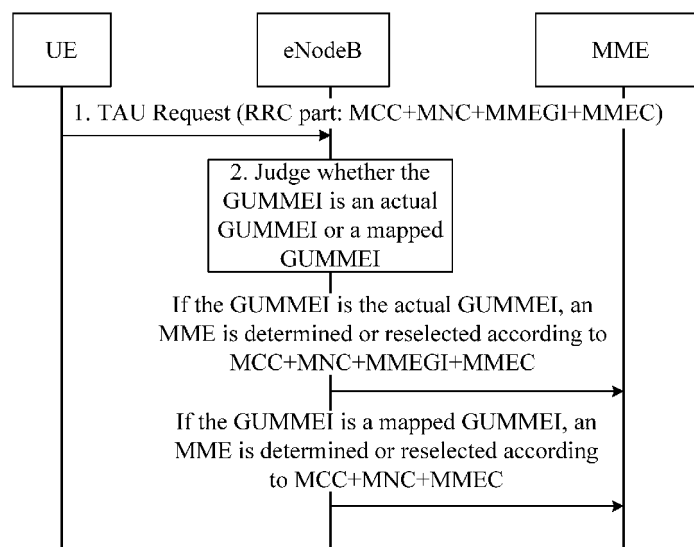 UE
eNodeB
MME
1. TAU Request (RRC part: MCC+MNC+MMEGI+MMEC)
2. Judge whether the
GUMMEI is an actual
GUMMEI or a mapped
GUMMEI
If the GUMMEI is the actual GUMMEI, an
MME is determined or reselected according to
MCC+MNC+MMEGI+MMEC
If the GUMMEI is a mapped GUMMEI, an
MME is determined or reselected according
to MCC+MNC+MMEC